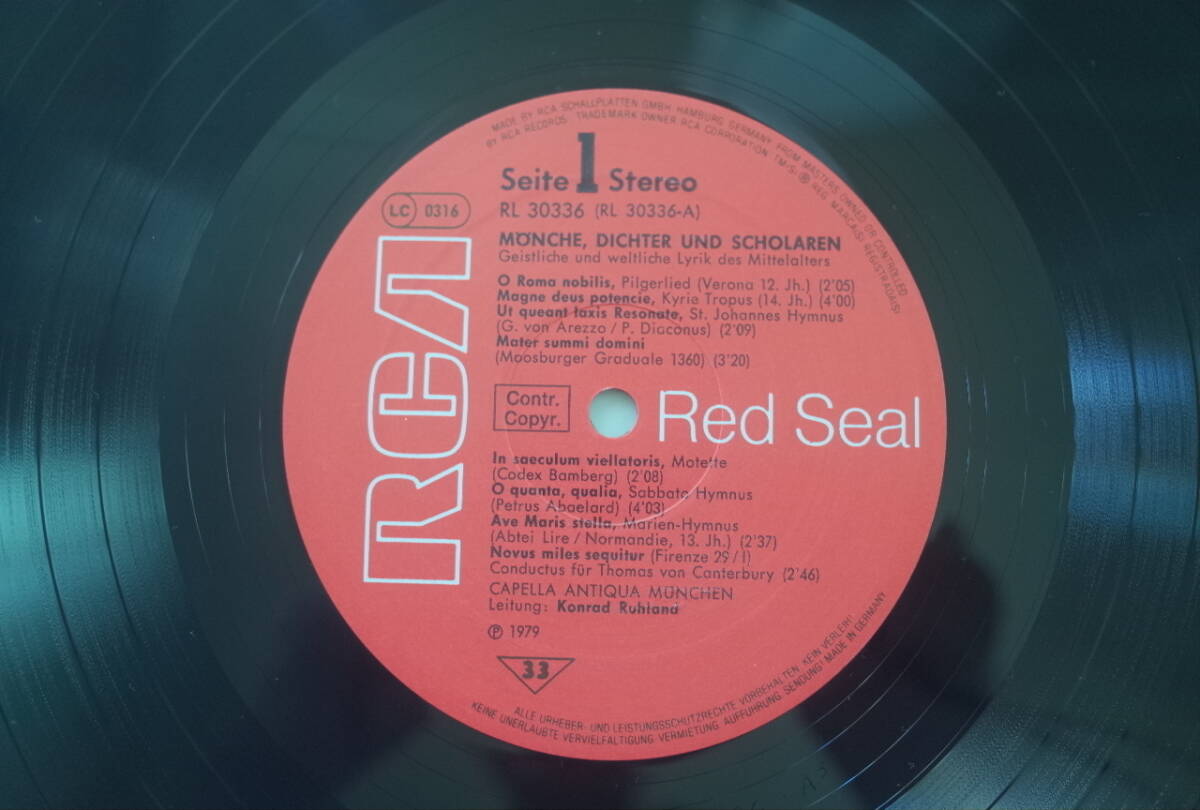 MADE BY RCA SCHALLPLATTEN GMBH HAMBURG GERMANY FROM MASTERS OWNED OR CONTROLLED
BY RCA RECORDS. TRADEMARK OWNER RCA CORPORATION TM(S) ® REG. MARCA(S) REGISTRADA(S)
Seite 1 Stereo
LC 0316
RL 30336 (RL 30336-A)
RCA
MÖNCHE, DICHTER UND SCHOLAREN
Geistliche und weltliche Lyrik des Mittelalters
O Roma nobilis, Pilgerlied (Verona 12. Jh.) (2'05)
Magne deus potencie, Kyrie Tropus (14. Jh.) (4'00)
Ut queant laxis Resonate, St. Johannes Hymnus
(G. von Arezzo / P. Diaconus) (2'09)
Mater summi domini
(Moosburger Graduale 1360) (3'20)
Contr.
Copyr.
Red Seal
In saeculum viellatoris, Motette
(Codex Bamberg) (2'08)
O quanta, qualia, Sabbato Hymnus
(Petrus Abaelard) (4'03)
Ave Maris stella, Marien-Hymnus
(Abtei Lire / Normandie, 13. Jh.) (2'37)
Novus miles sequitur (Firenze 29/I)
Conductus für Thomas von Canterbury (2'46)
CAPELLA ANTIQUA MÜNCHEN
Leitung: Konrad Ruhland
℗ 1979
33
ALLE URHEBER- UND LEISTUNGSSCHUTZRECHTE VORBEHALTEN. KEIN VERLEIH!
KEINE UNERLAUBTE VERVIELFÄLTIGUNG VERMIETUNG AUFFÜHRUNG SENDUNG! MADE IN GERMANY